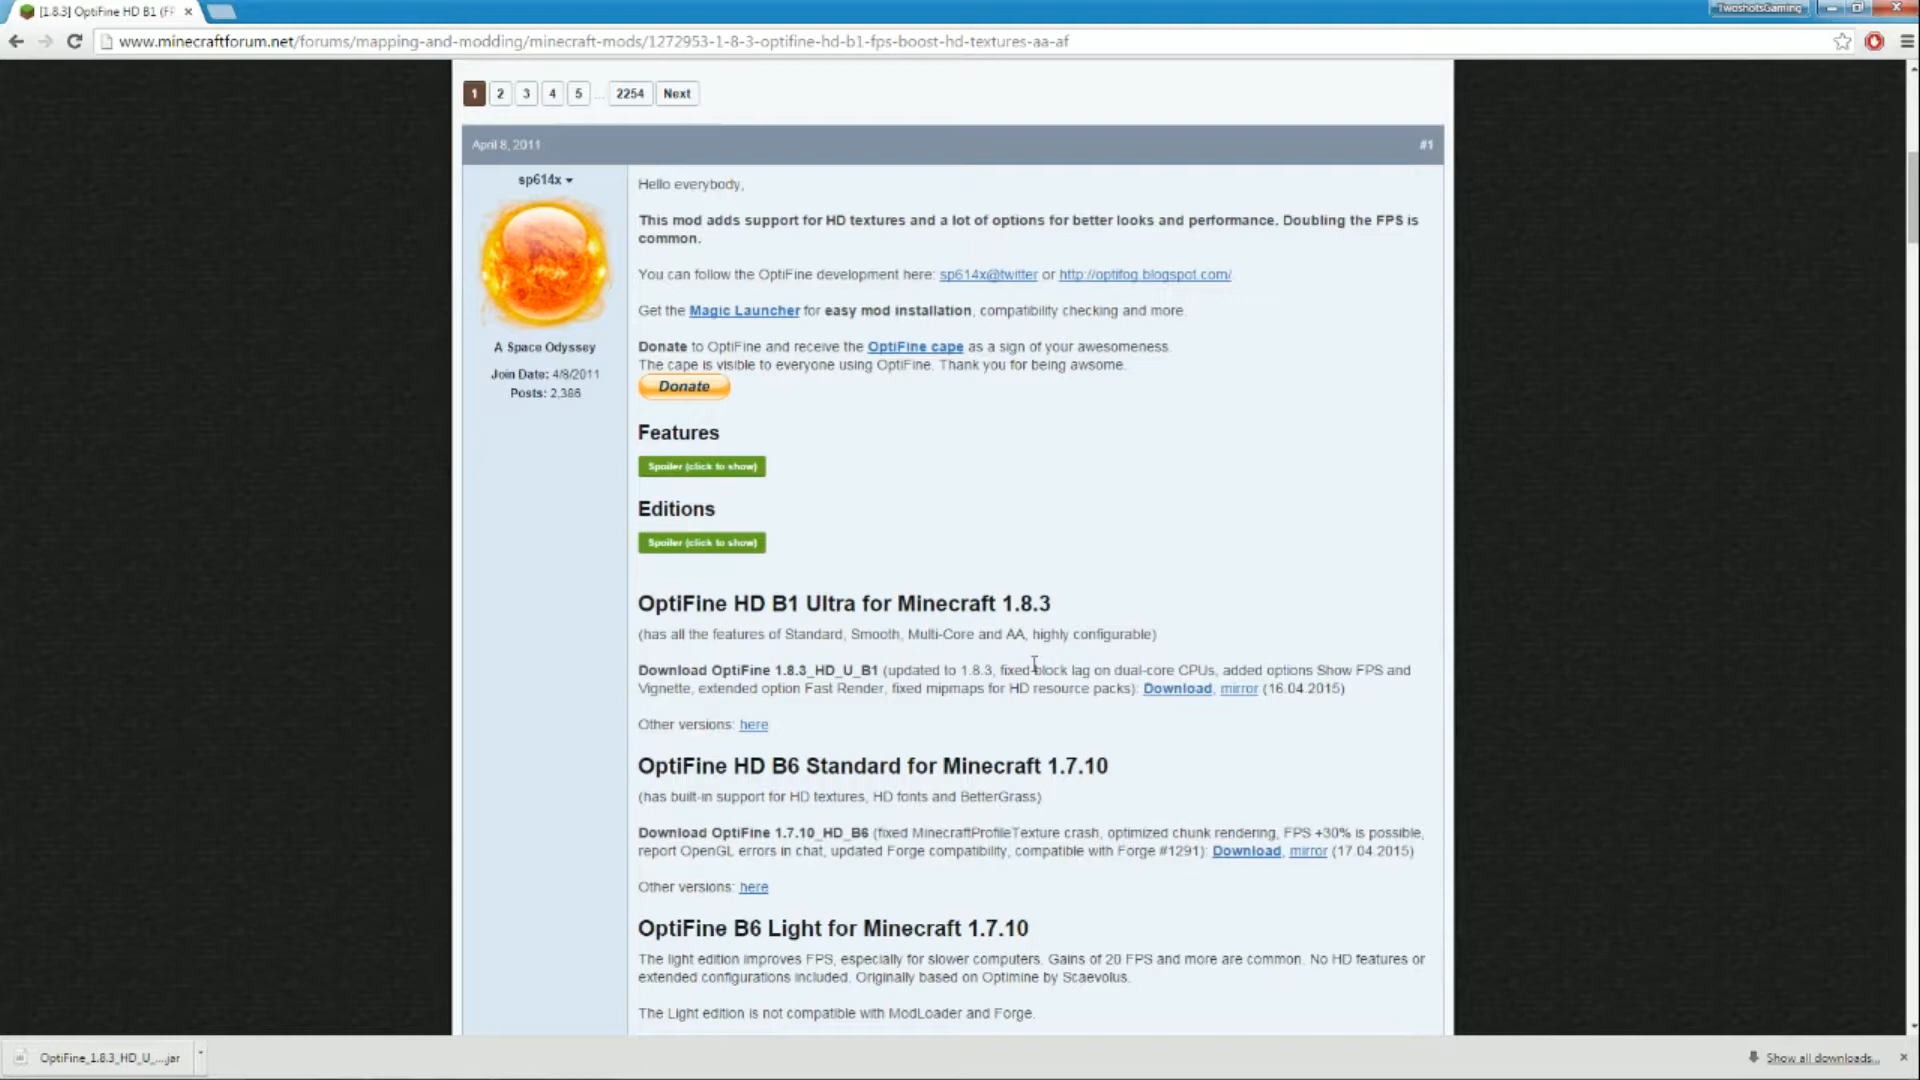 [1.8.3] OptiFine HD B1 (FF
TwoshotsGaming
www.minecraftforum.net/forums/mapping-and-modding/minecraft-mods/1272953-1-8-3-optifine-hd-b1-fps-boost-hd-textures-aa-af
1 2 3 4 5 ... 2254 Next
April 8, 2011 #1
sp614x
A Space Odyssey
Join Date: 4/8/2011
Posts: 2,386
Hello everybody,
This mod adds support for HD textures and a lot of options for better looks and performance. Doubling the FPS is
common.
You can follow the OptiFine development here: sp614x@twitter or http://optifog.blogspot.com/
Get the Magic Launcher for easy mod installation, compatibility checking and more.
Donate to OptiFine and receive the OptiFine cape as a sign of your awesomeness.
The cape is visible to everyone using OptiFine. Thank you for being awsome.
Donate
Features
Spoiler (click to show)
Editions
Spoiler (click to show)
OptiFine HD B1 Ultra for Minecraft 1.8.3
(has all the features of Standard, Smooth, Multi-Core and AA, highly configurable)
Download OptiFine 1.8.3_HD_U_B1 (updated to 1.8.3, fixed block lag on dual-core CPUs, added options Show FPS and
Vignette, extended option Fast Render, fixed mipmaps for HD resource packs): Download, mirror (16.04.2015)
Other versions: here
OptiFine HD B6 Standard for Minecraft 1.7.10
(has built-in support for HD textures, HD fonts and BetterGrass)
Download OptiFine 1.7.10_HD_B6 (fixed MinecraftProfileTexture crash, optimized chunk rendering, FPS +30% is possible,
report OpenGL errors in chat, updated Forge compatibility, compatible with Forge #1291): Download, mirror (17.04.2015)
Other versions: here
OptiFine B6 Light for Minecraft 1.7.10
The light edition improves FPS, especially for slower computers. Gains of 20 FPS and more are common. No HD features or
extended configurations included. Originally based on Optimine by Scaevolus.
The Light edition is not compatible with ModLoader and Forge.
OptiFine_1.8.3_HD_U_....jar
Show all downloads...